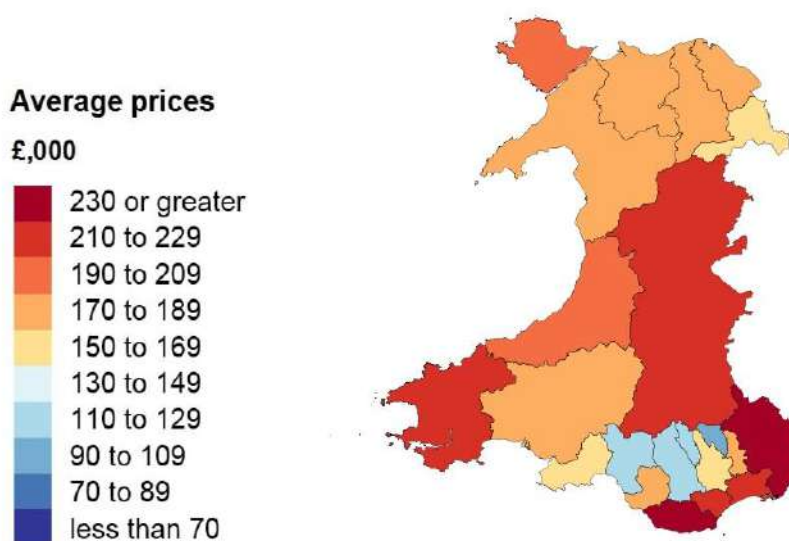 Average prices
£,000
230 or greater
210 to 229
190 to 209
170 to 189
150 to 169
130 to 149
110 to 129
90 to 109
70 to 89
less than 70